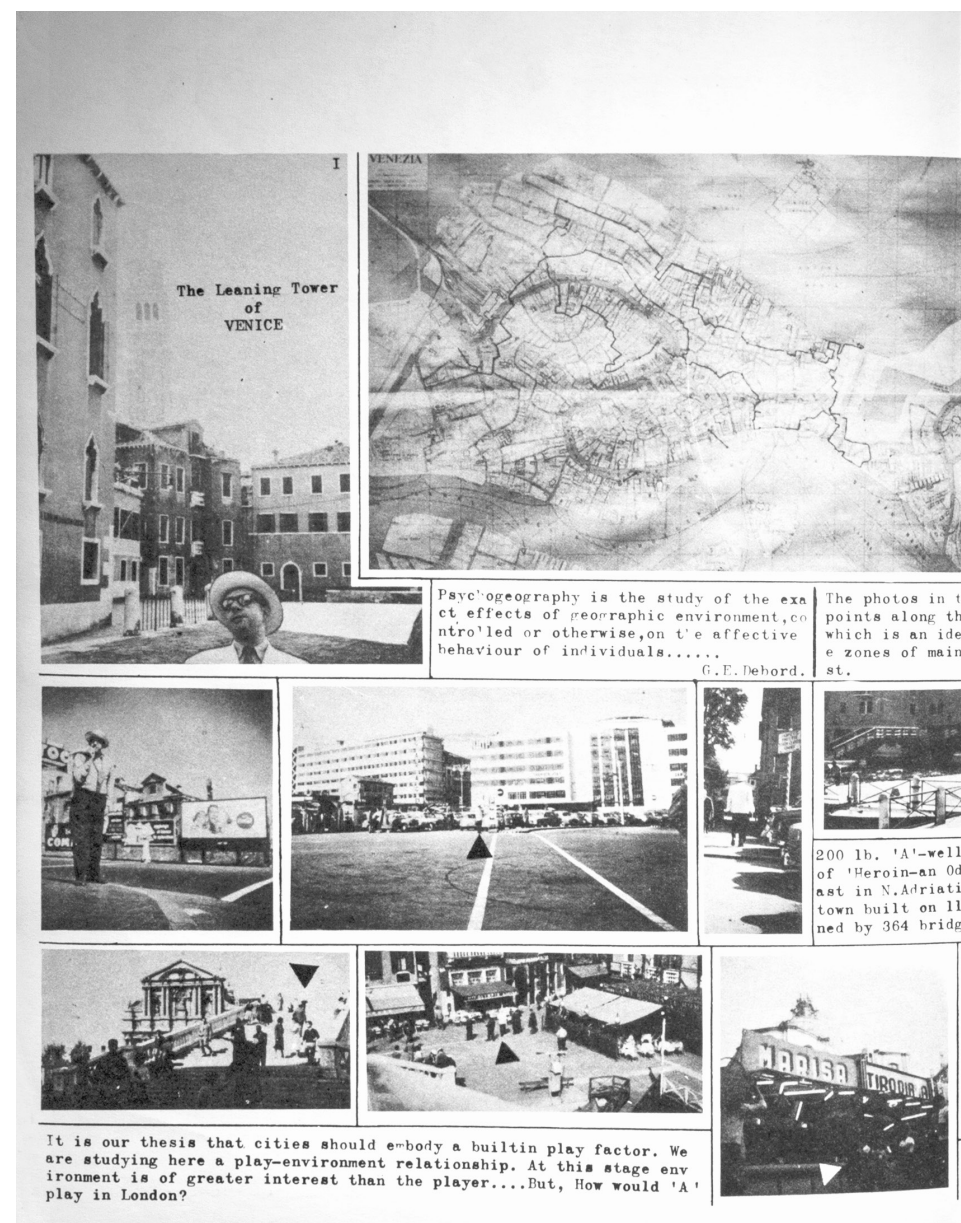 I
The Leaning Tower
of
VENICE
VENEZIA
Psychogeography is the study of the exa
ct effects of geographic environment,co
ntrolled or otherwise,on the affective
behaviour of individuals......
G.E.Debord.
The photos in t
points along th
which is an ide
e zones of main
st.
COM
200 lb. 'A'-well
of 'Heroin-an Od
ast in N.Adriati
town built on 11
ned by 364 bridg
MARISA
TIRO DI A
It is our thesis that cities should embody a builtin play factor. We
are studying here a play-environment relationship. At this stage env
ironment is of greater interest than the player....But, How would 'A'
play in London?